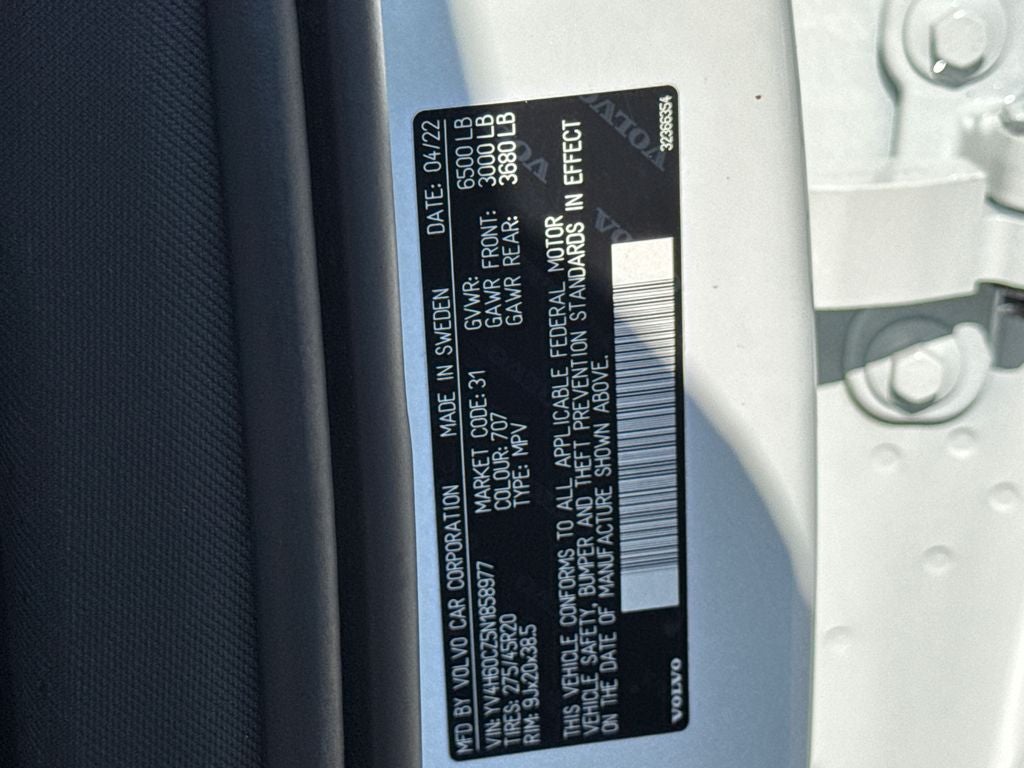 MFD BY VOLVO CAR CORPORATION MADE IN SWEDEN DATE: 04/22
VIN: YV4H60CZ5N1858977 MARKET CODE: 31 GVWR: 6500 LB
TIRES: 275/45R20 COLOUR: 707 GAWR FRONT: 3000 LB
RIM: 9Jx20x38.5 TYPE: MPV GAWR REAR: 3680 LB
THIS VEHICLE CONFORMS TO ALL APPLICABLE FEDERAL MOTOR
VEHICLE SAFETY, BUMPER AND THEFT PREVENTION STANDARDS IN EFFECT
ON THE DATE OF MANUFACTURE SHOWN ABOVE.
VOLVO 32366354